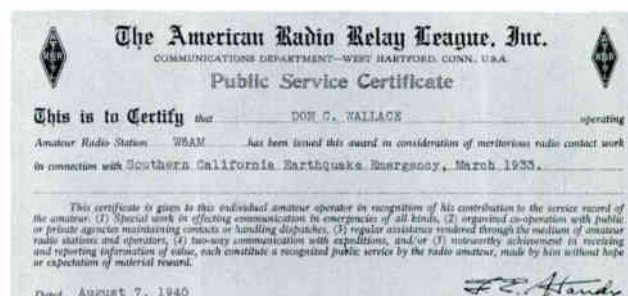 The American Radio Relay League, Inc.
COMMUNICATIONS DEPARTMENT—WEST HARTFORD, CONN., U.S.A.
Public Service Certificate
This is to Certify that DON C. WALLACE operating
Amateur Radio Station W6AM has been issued this award in consideration of meritorious radio contact work
in connection with Southern California Earthquake Emergency, March 1933.
This certificate is given to this individual amateur operator in recognition of his contribution to the service record of
the amateur. (1) Special work in effecting communication in emergencies of all kinds, (2) organized co-operation with public
or private agencies maintaining contacts or handling dispatches, (3) regular assistance rendered through the medium of amateur
radio stations and operators, (4) two-way communication with expeditions, and/or (5) noteworthy achievement in receiving
and reporting information of value, each constitute a recognized public service by the radio amateur, made by him without hope
or expectation of material reward.
Dated August 7, 1940
F. E. Handy